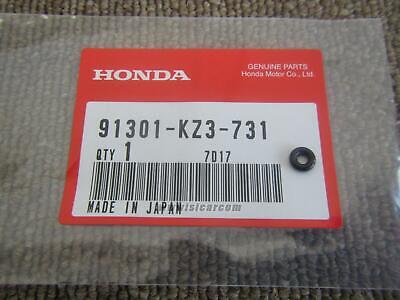 HONDA
GENUINE PARTS
Honda Motor Co., Ltd.
91301-KZ3-731
QTY 1 7D17
MADE IN JAPAN